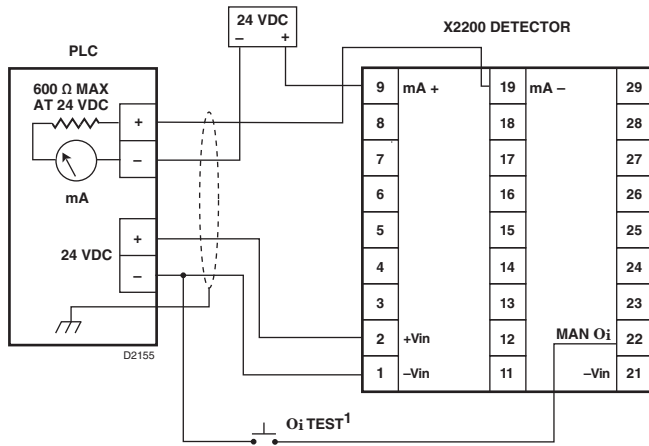 24 VDC
– +
X2200 DETECTOR
PLC
600 Ω MAX
AT 24 VDC
+
–
mA
24 VDC
+
–
D2155
9 mA + 19 mA – 29
8 18 28
7 17 27
6 16 26
5 15 25
4 14 24
3 13 23
2 +Vin 12 MAN Oi 22
1 –Vin 11 –Vin 21
Oi TEST¹